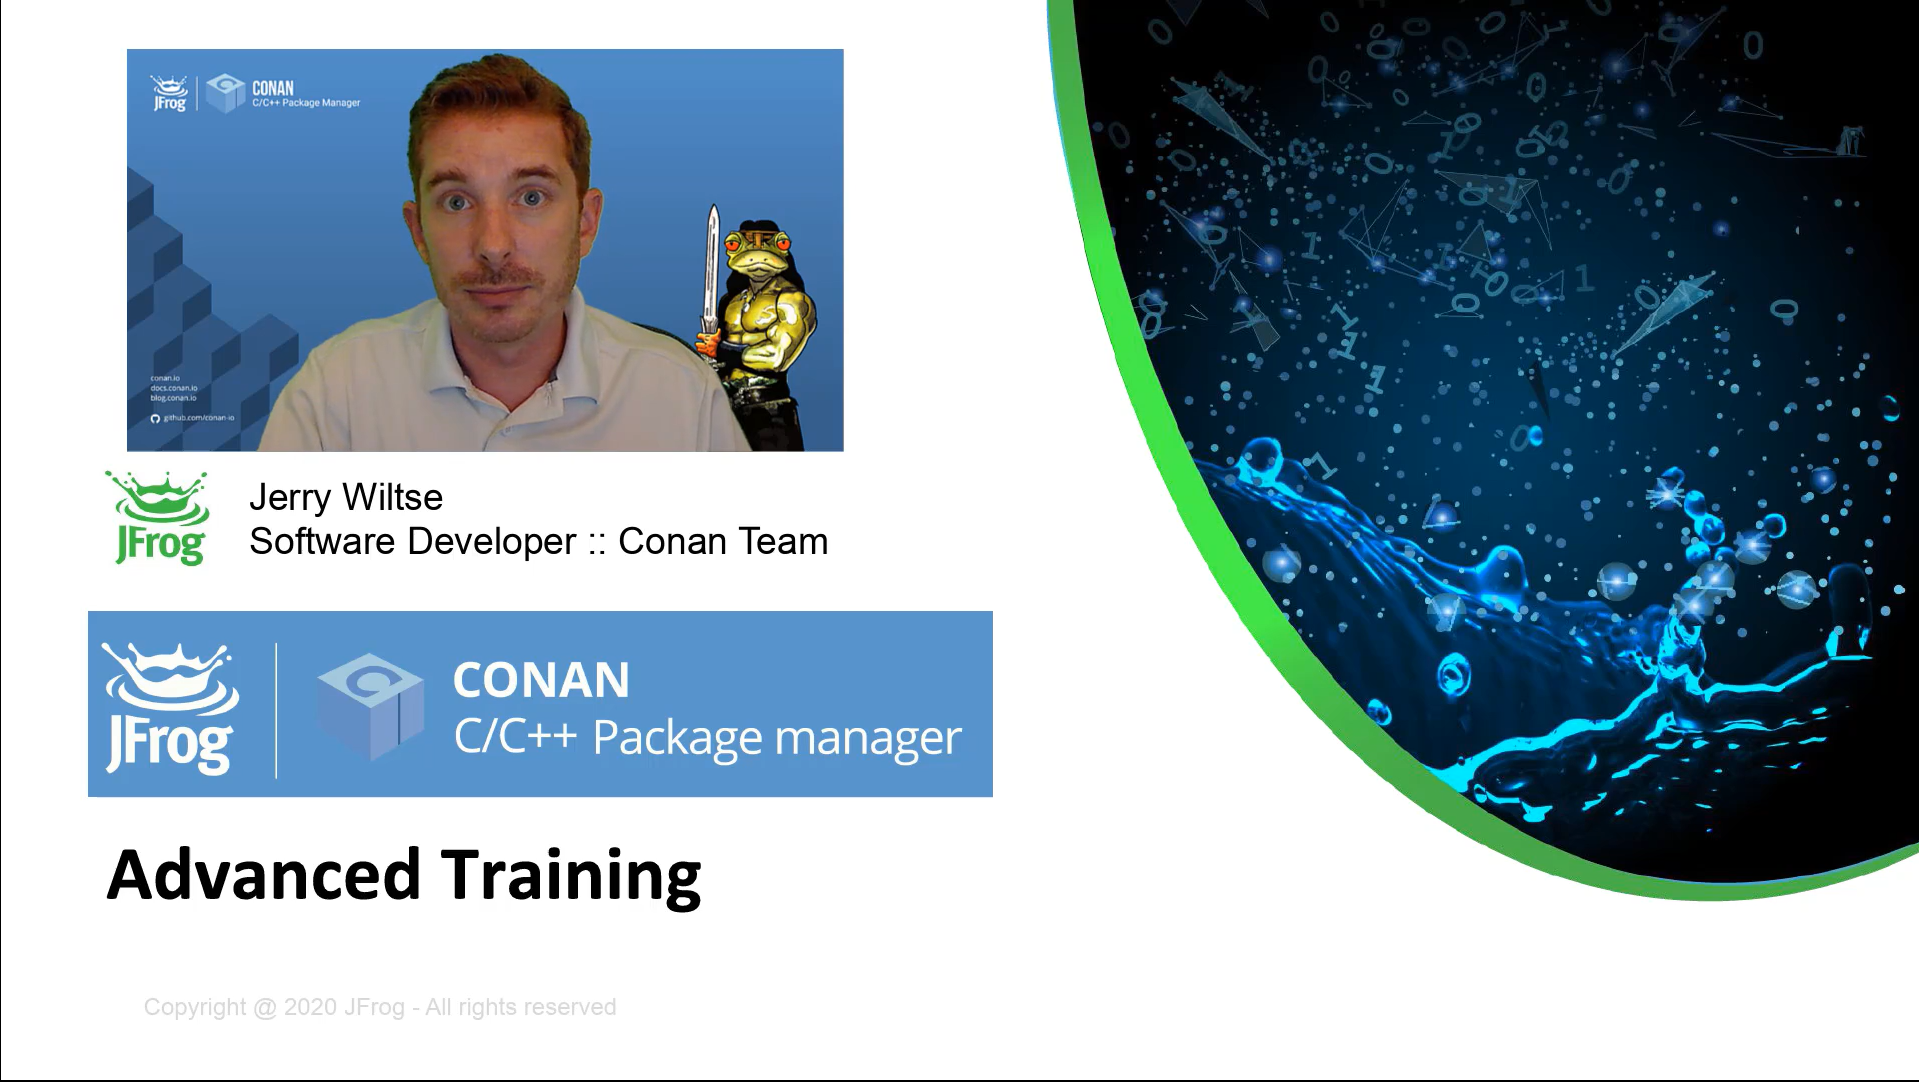 JFrog
CONAN
C/C++ Package Manager
conan.io
docs.conan.io
blog.conan.io
github.com/conan-io
JFrog
Jerry Wiltse
Software Developer :: Conan Team
JFrog
CONAN
C/C++ Package manager
Advanced Training
Copyright @ 2020 JFrog - All rights reserved